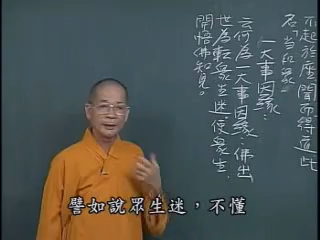 不起於座,聞而得道,此
名「當機眾」。
一大事因緣:
云何為一大事因緣:佛出
世為轉眾生迷,使眾生,
開悟佛知見。
譬如說眾生迷,不懂